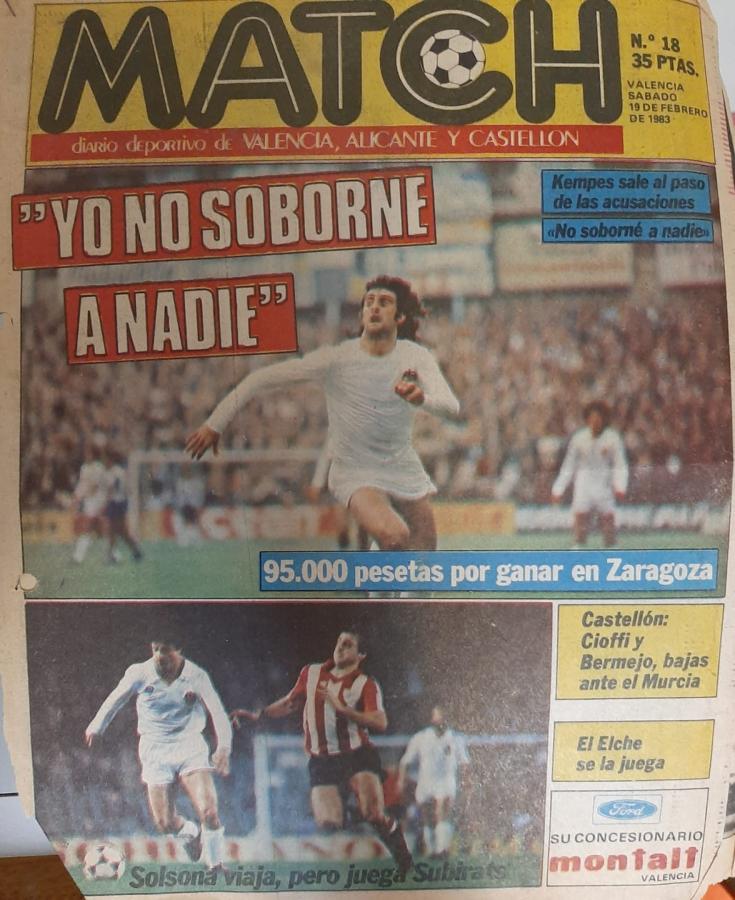 MATCH
N.º 18
35 PTAS.
VALENCIA
SABADO
19 DE FEBRERO
DE 1983
diario deportivo de VALENCIA, ALICANTE Y CASTELLON
”YO NO SOBORNE
A NADIE”
Kempes sale al paso
de las acusaciones
«No soborné a nadie»
95.000 pesetas por ganar en Zaragoza
Castellón:
Cioffi y
Bermejo, bajas
ante el Murcia
El Elche
se la juega
Ford
SU CONCESIONARIO
montalt
VALENCIA
Solsona viaja, pero juega Subirats